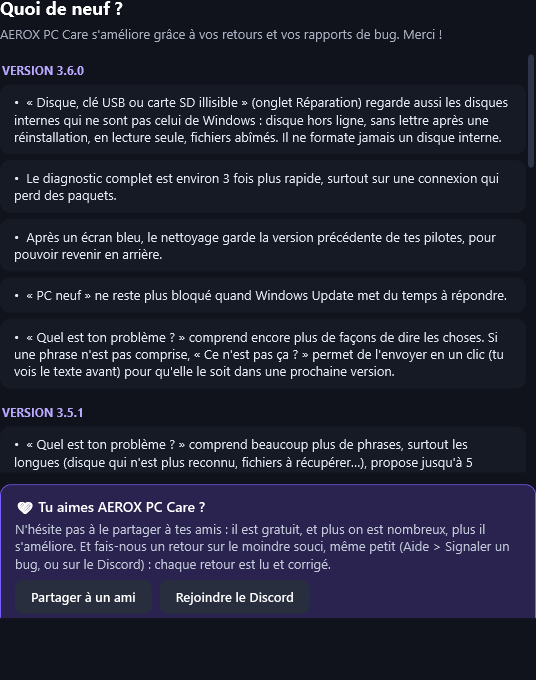 Quoi de neuf ?
AEROX PC Care s'améliore grâce à vos retours et vos rapports de bug. Merci !
VERSION 3.6.0
• « Disque, clé USB ou carte SD illisible » (onglet Réparation) regarde aussi les disques
internes qui ne sont pas celui de Windows : disque hors ligne, sans lettre après une
réinstallation, en lecture seule, fichiers abîmés. Il ne formate jamais un disque interne.
• Le diagnostic complet est environ 3 fois plus rapide, surtout sur une connexion qui
perd des paquets.
• Après un écran bleu, le nettoyage garde la version précédente de tes pilotes, pour
pouvoir revenir en arrière.
• « PC neuf » ne reste plus bloqué quand Windows Update met du temps à répondre.
• « Quel est ton problème ? » comprend encore plus de façons de dire les choses. Si
une phrase n'est pas comprise, « Ce n'est pas ça ? » permet de l'envoyer en un clic (tu
vois le texte avant) pour qu'elle le soit dans une prochaine version.
VERSION 3.5.1
• « Quel est ton problème ? » comprend beaucoup plus de phrases, surtout les
longues (disque qui n'est plus reconnu, fichiers à récupérer...), propose jusqu'à 5
Tu aimes AEROX PC Care ?
N'hésite pas à le partager à tes amis : il est gratuit, et plus on est nombreux, plus il
s'améliore. Et fais-nous un retour sur le moindre souci, même petit (Aide > Signaler un
bug, ou sur le Discord) : chaque retour est lu et corrigé.
Partager à un ami
Rejoindre le Discord